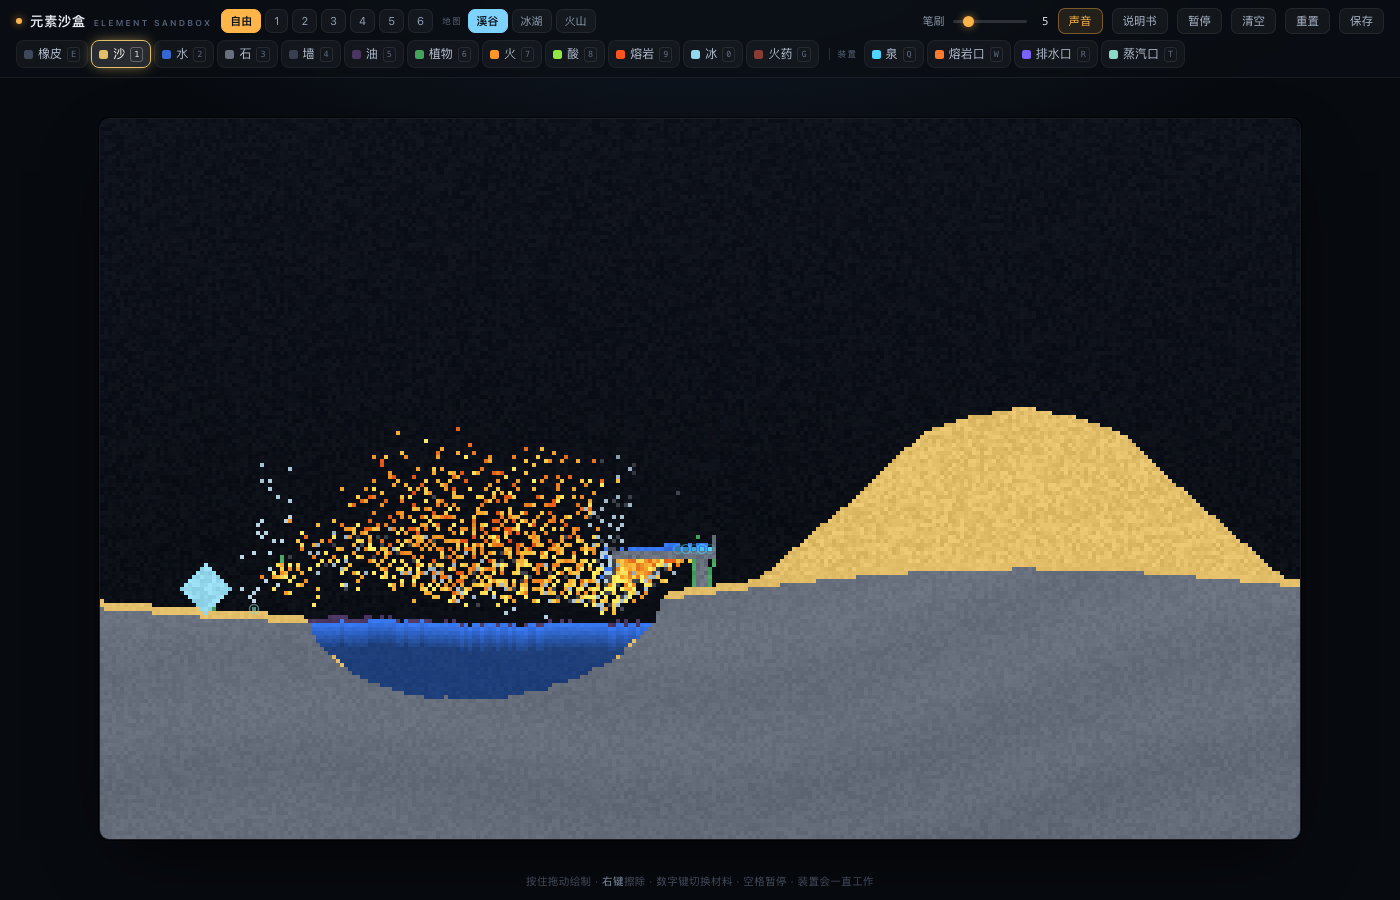 元素沙盒 ELEMENT SANDBOX 自由 1 2 3 4 5 6 地图 溪谷 冰湖 火山 笔刷 5 声音 说明书 暂停 清空 重置 保存
橡皮 E 沙 1 水 2 石 3 墙 4 油 5 植物 6 火 7 酸 8 熔岩 9 冰 0 火药 G 装置 泉 Q 熔岩口 W 排水口 R 蒸汽口 T
按住拖动绘制 · 右键擦除 · 数字键切换材料 · 空格暂停 · 装置会一直工作